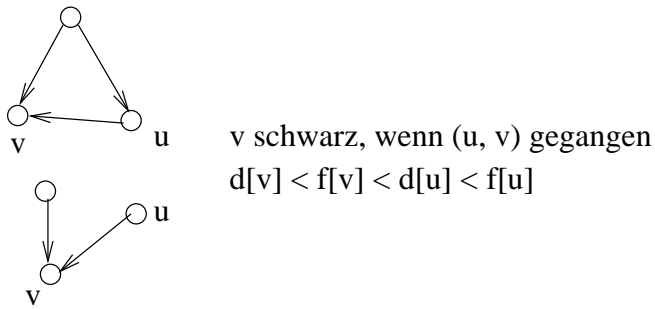 v
u
v schwarz, wenn (u, v) gegangen
d[v] < f[v] < d[u] < f[u]
u
v